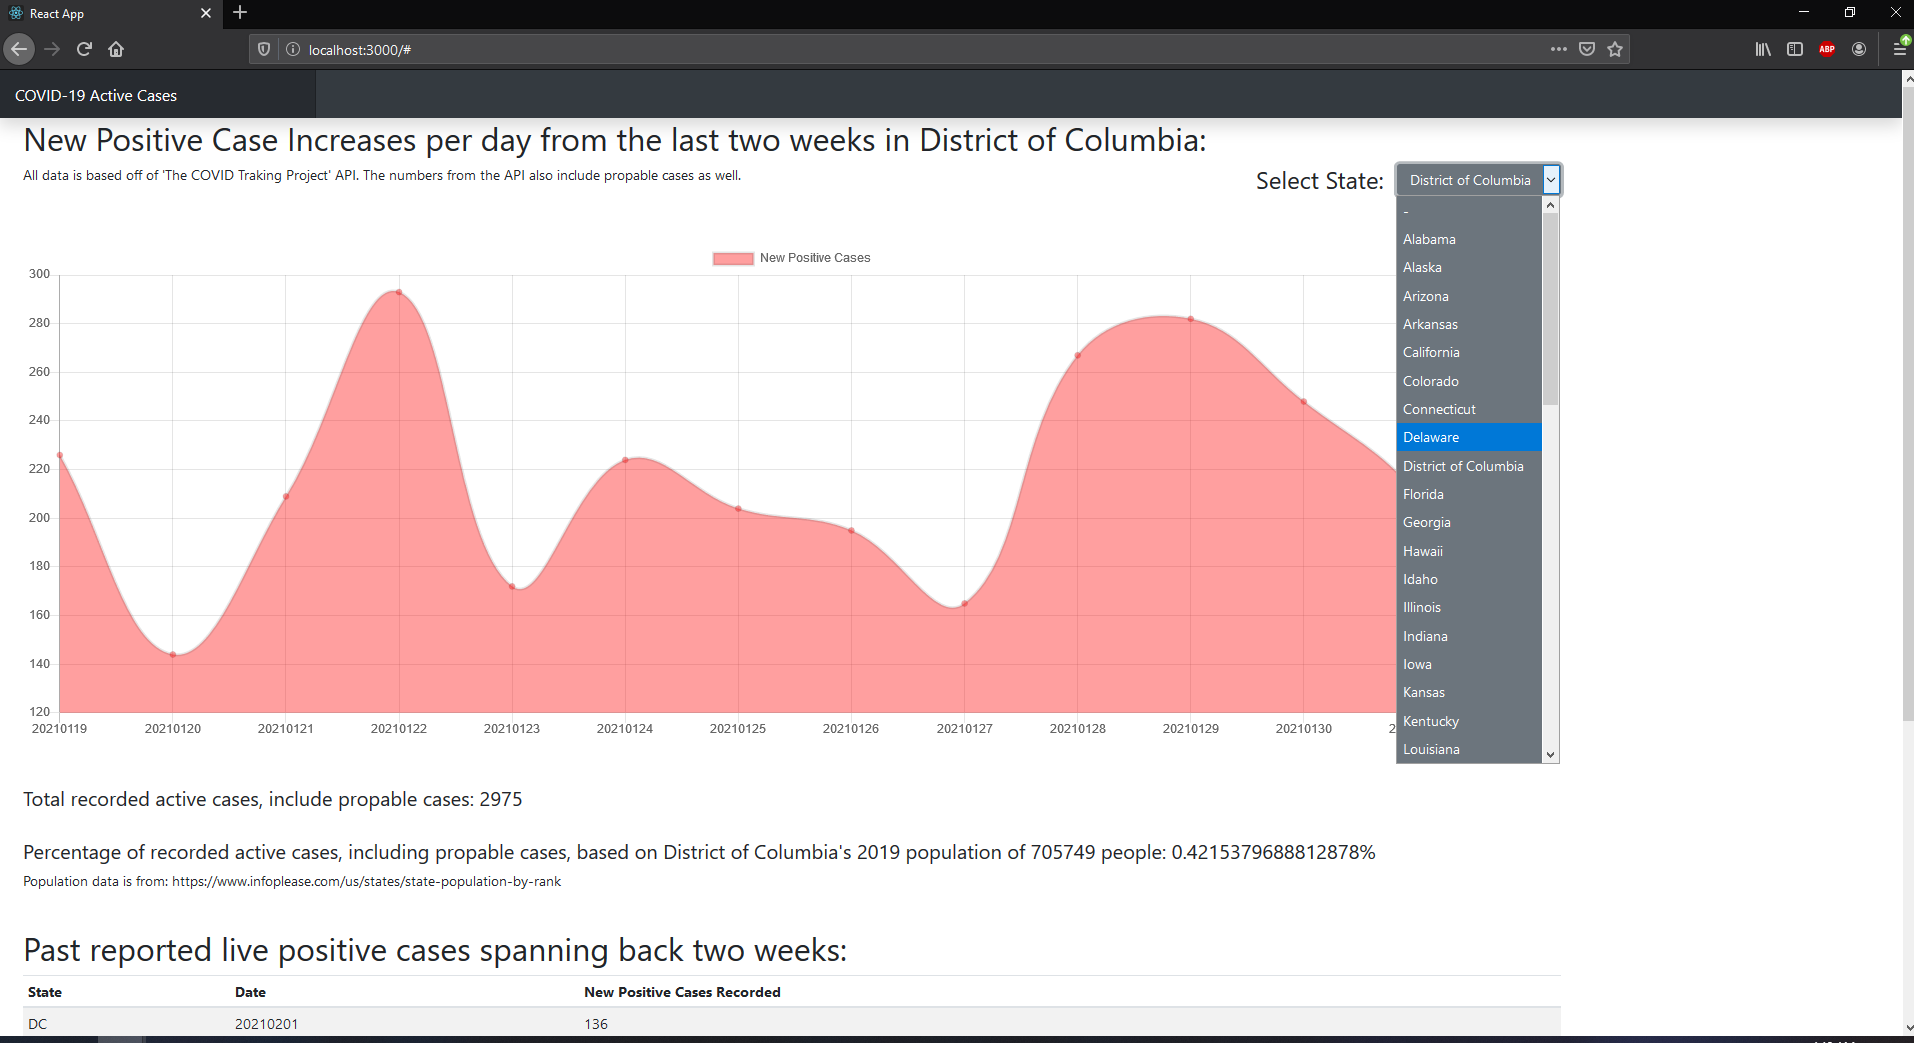 React App
localhost:3000/#
ABP
COVID-19 Active Cases
New Positive Case Increases per day from the last two weeks in District of Columbia:
All data is based off of 'The COVID Traking Project' API. The numbers from the API also include propable cases as well.
Select State: District of Columbia
-
Alabama
Alaska
Arizona
Arkansas
California
Colorado
Connecticut
Delaware
District of Columbia
Florida
Georgia
Hawaii
Idaho
Illinois
Indiana
Iowa
Kansas
Kentucky
Louisiana
New Positive Cases
300
280
260
240
220
200
180
160
140
120
20210119 20210120 20210121 20210122 20210123 20210124 20210125 20210126 20210127 20210128 20210129 20210130 2
Total recorded active cases, include propable cases: 2975
Percentage of recorded active cases, including propable cases, based on District of Columbia's 2019 population of 705749 people: 0.4215379688812878%
Population data is from: https://www.infoplease.com/us/states/state-population-by-rank
Past reported live positive cases spanning back two weeks:
State Date New Positive Cases Recorded
DC 20210201 136